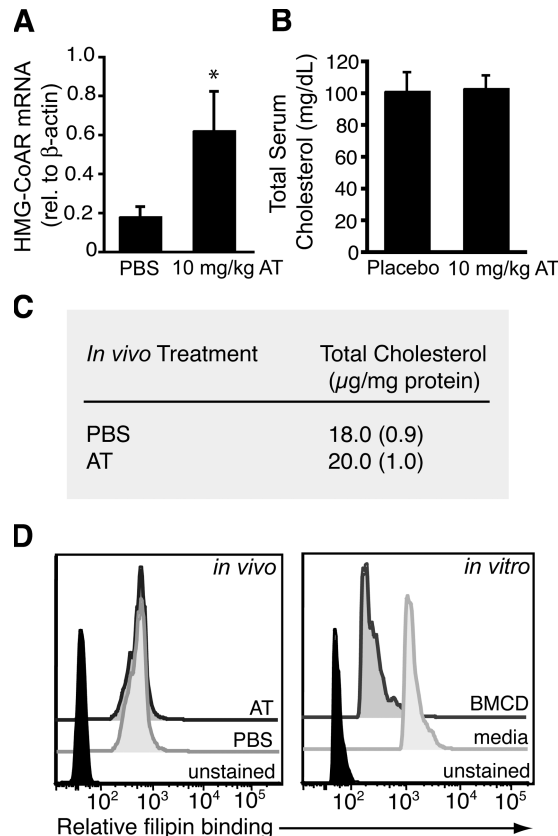 A
HMG-CoAR mRNA
(rel. to β-actin)
1.0
0.8
0.6
0.4
0.2
0
*
PBS 10 mg/kg AT
B
Total Serum
Cholesterol (mg/dL)
120
100
80
60
40
20
0
Placebo 10 mg/kg AT
C
In vivo Treatment Total Cholesterol
(µg/mg protein)
PBS 18.0 (0.9)
AT 20.0 (1.0)
D
in vivo
AT
PBS
unstained
10² 10³ 10⁴ 10⁵
in vitro
BMCD
media
unstained
10² 10³ 10⁴ 10⁵
Relative filipin binding